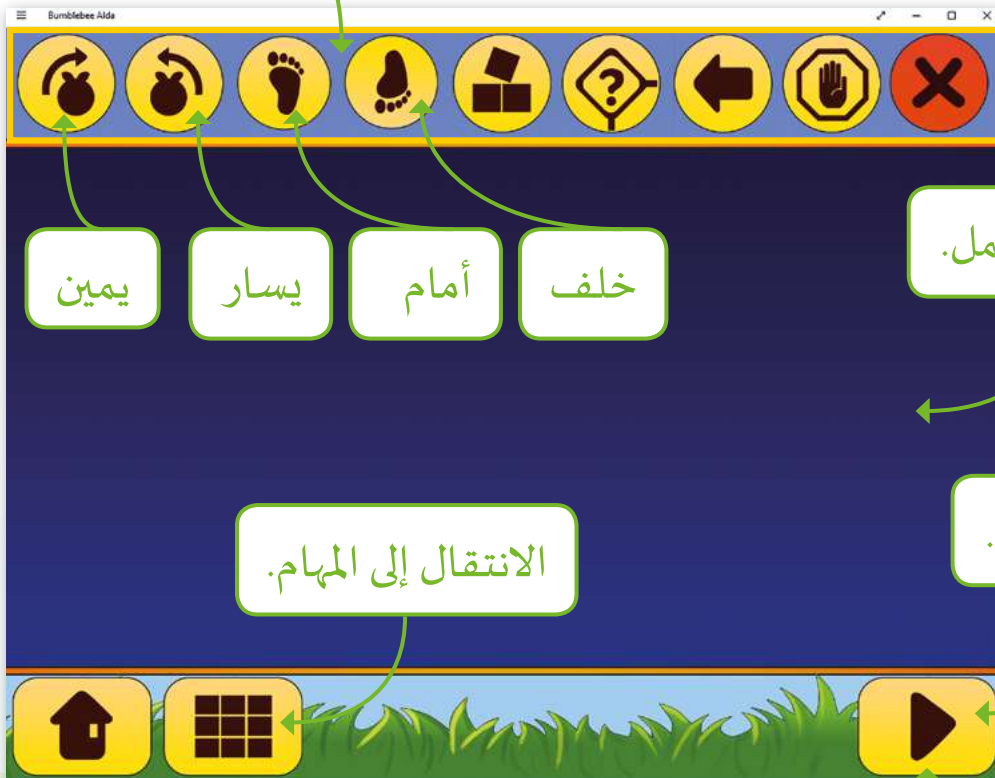 Bumblebee Alda
?
يمين
يسار
أمام
خلف
الانتقال إلى المهام.